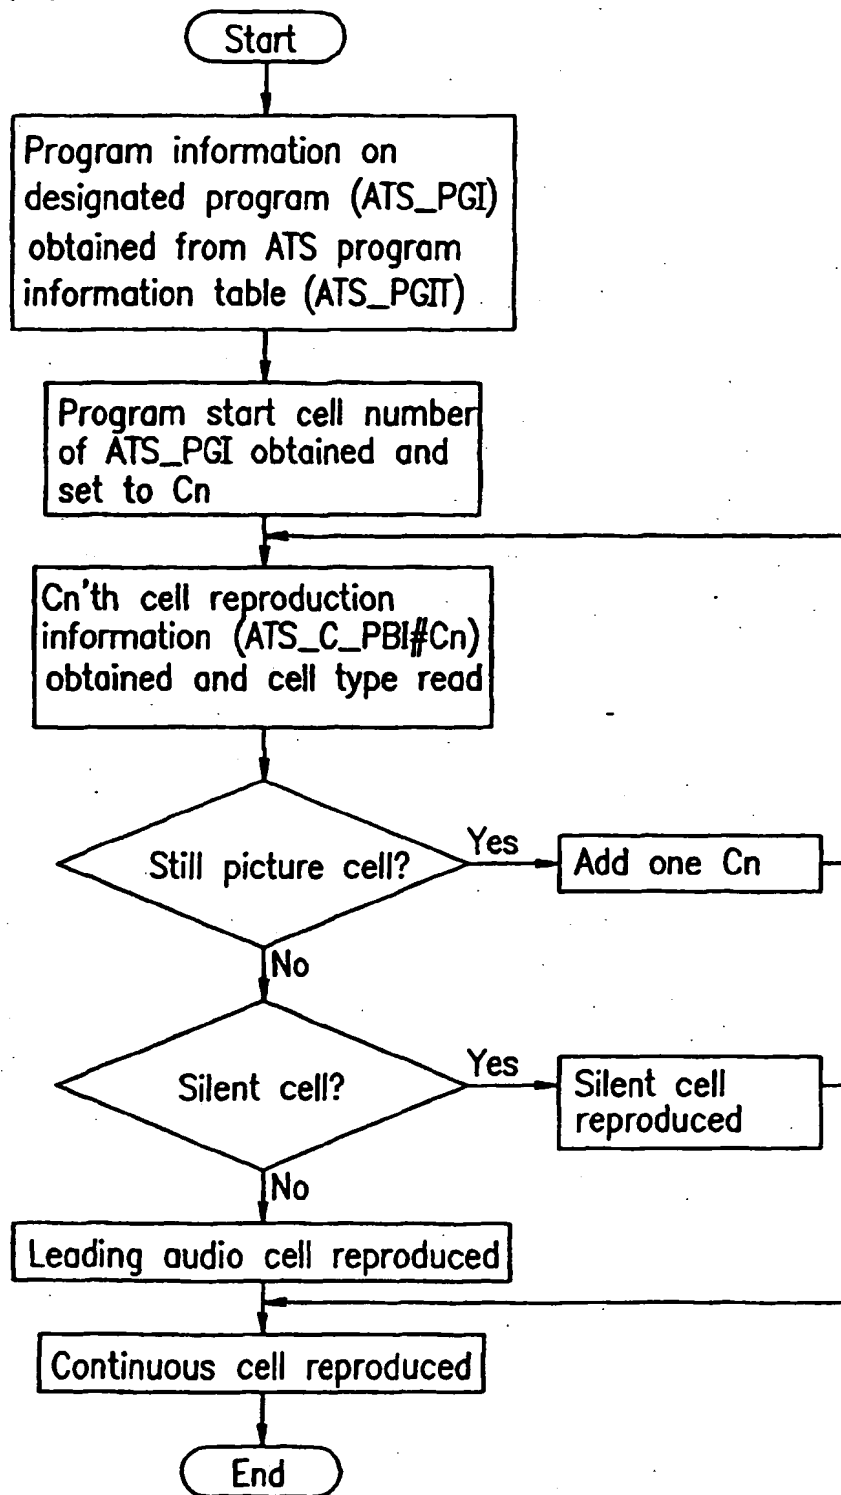 Start
Program information on
designated program (ATS_PGI)
obtained from ATS program
information table (ATS_PGIT)
Program start cell number
of ATS_PGI obtained and
set to Cn
Cn'th cell reproduction
information (ATS_C_PBI#Cn)
obtained and cell type read
Still picture cell?
Yes
Add one Cn
No
Silent cell?
Yes
Silent cell
reproduced
No
Leading audio cell reproduced
Continuous cell reproduced
End